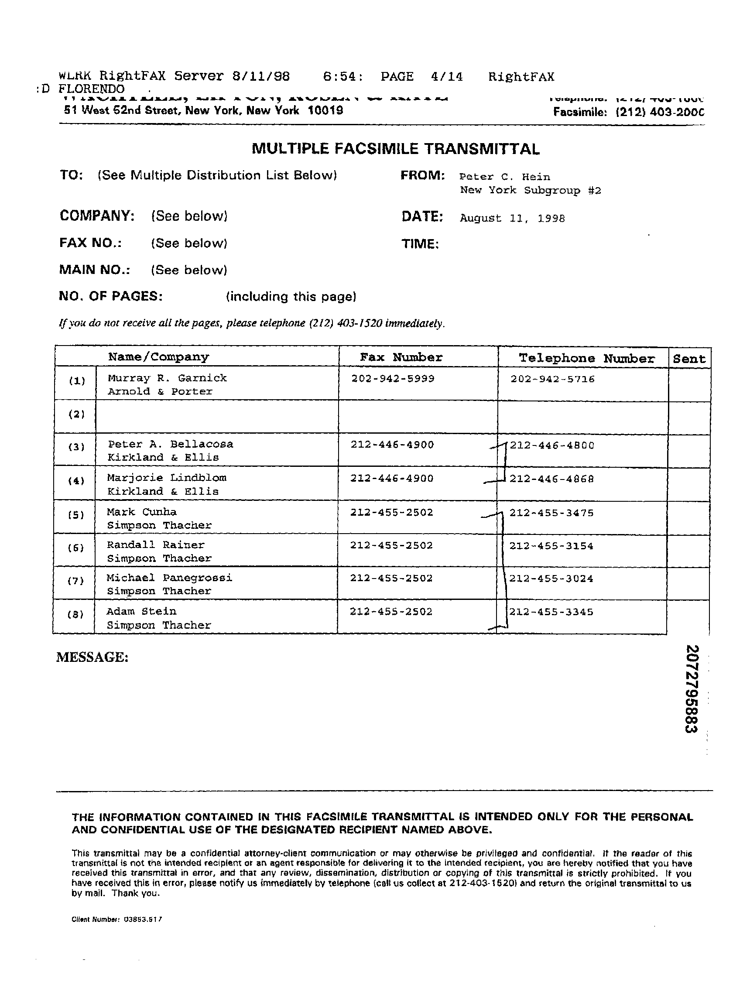 WLRK RightFAX Server 8/11/98 6:54: PAGE 4/14 RightFAX
:D FLORENDO
51 West 52nd Street, New York, New York 10019
Facsimile: (212) 403-2000
MULTIPLE FACSIMILE TRANSMITTAL
TO: (See Multiple Distribution List Below) FROM: Peter C. Hein
New York Subgroup #2
COMPANY: (See below) DATE: August 11, 1998
FAX NO.: (See below) TIME:
MAIN NO.: (See below)
NO. OF PAGES: (including this page)
If you do not receive all the pages, please telephone (212) 403-1520 immediately.
Name/Company Fax Number Telephone Number Sent
(1) Murray R. Garnick 202-942-5999 202-942-5716
Arnold & Porter
(2)
(3) Peter A. Bellacosa 212-446-4900 212-446-4800
Kirkland & Ellis
(4) Marjorie Lindblom 212-446-4900 212-446-4868
Kirkland & Ellis
(5) Mark Cunha 212-455-2502 212-455-3475
Simpson Thacher
(6) Randall Rainer 212-455-2502 212-455-3154
Simpson Thacher
(7) Michael Panegrossi 212-455-2502 212-455-3024
Simpson Thacher
(8) Adam Stein 212-455-2502 212-455-3345
Simpson Thacher
MESSAGE:
2072795883
THE INFORMATION CONTAINED IN THIS FACSIMILE TRANSMITTAL IS INTENDED ONLY FOR THE PERSONAL
AND CONFIDENTIAL USE OF THE DESIGNATED RECIPIENT NAMED ABOVE.
This transmittal may be a confidential attorney-client communication or may otherwise be privileged and confidential. If the reader of this
transmittal is not the intended recipient or an agent responsible for delivering it to the intended recipient, you are hereby notified that you have
received this transmittal in error, and that any review, dissemination, distribution or copying of this transmittal is strictly prohibited. If you
have received this in error, please notify us immediately by telephone (call us collect at 212-403-1520) and return the original transmittal to us
by mail. Thank you.
Client Number: 03893.517